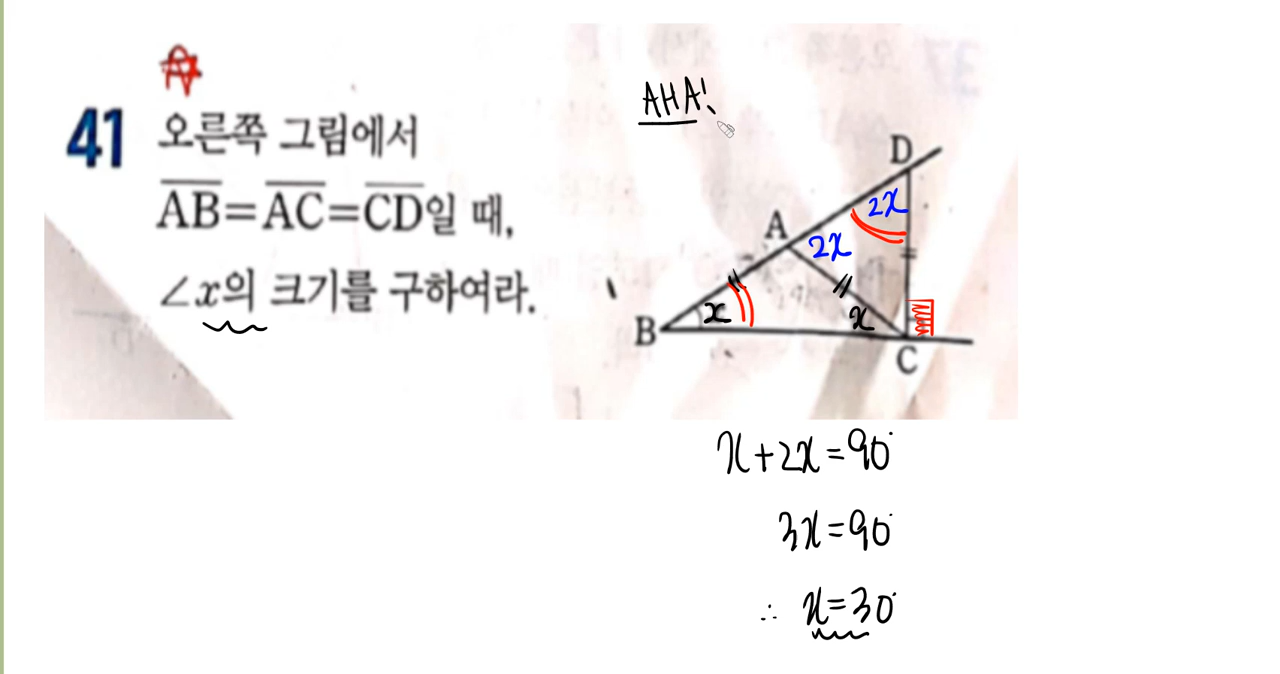 41 오른쪽 그림에서
AB=AC=CD일 때,
∠x의 크기를 구하여라.
AHA!
D
2x
A
2x
B
x
x
C
x+2x=90°
3x=90°
∴ x=30°